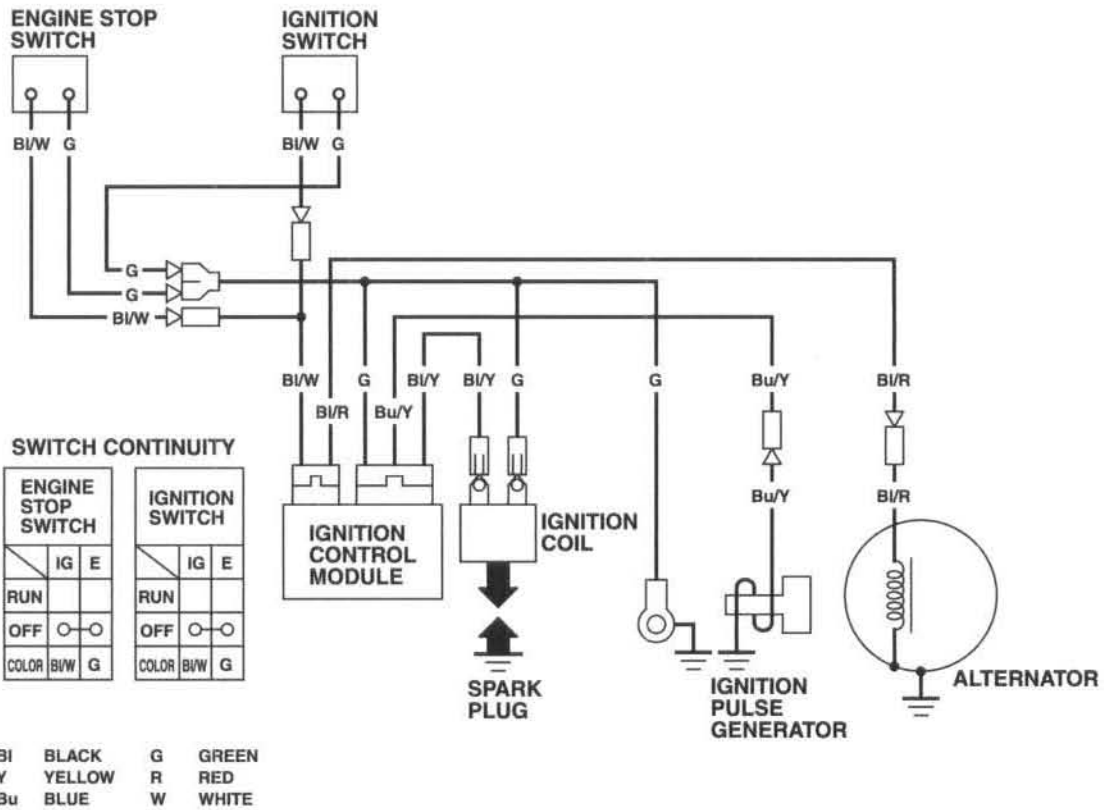 ENGINE STOP
SWITCH
IGNITION
SWITCH
Bl/W G
Bl/W G
G
G
Bl/W
Bl/W
G
Bl/Y
Bl/Y
G
G
Bu/Y
Bl/R
Bl/R
Bu/Y
Bu/Y
Bl/R
SWITCH CONTINUITY
ENGINE
STOP
SWITCH
IG E
RUN
OFF
COLOR Bl/W G
IGNITION
SWITCH
IG E
RUN
OFF
COLOR Bl/W G
IGNITION
CONTROL
MODULE
IGNITION
COIL
SPARK
PLUG
IGNITION
PULSE
GENERATOR
ALTERNATOR
Bl BLACK G GREEN
Y YELLOW R RED
Bu BLUE W WHITE